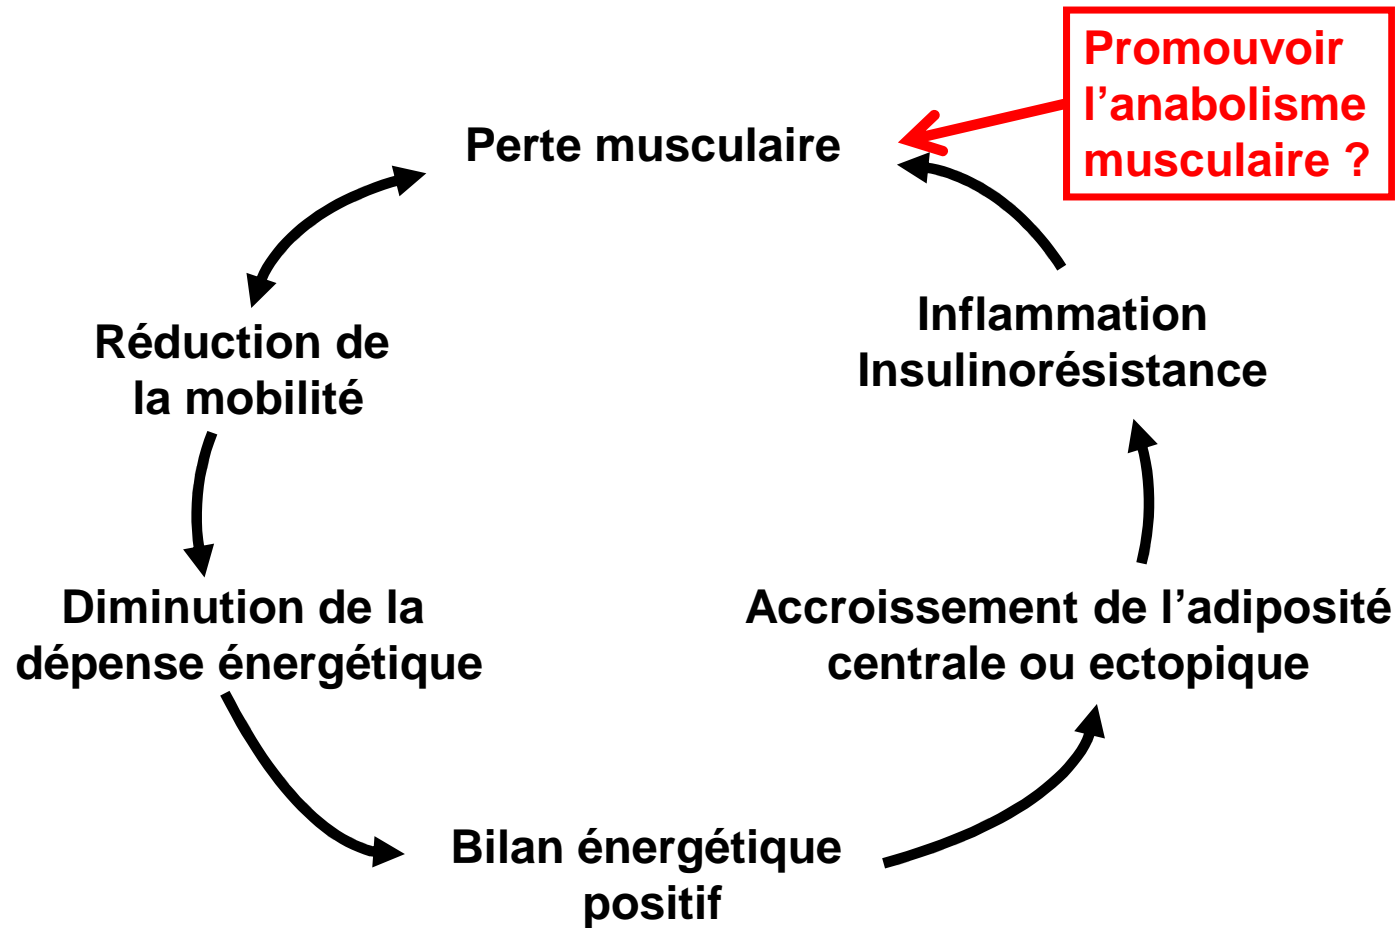 Promouvoir
l’anabolisme
musculaire ?
Perte musculaire
Inflammation
Insulinorésistance
Réduction de
la mobilité
Diminution de la
dépense énergétique
Accroissement de l’adiposité
centrale ou ectopique
Bilan énergétique
positif